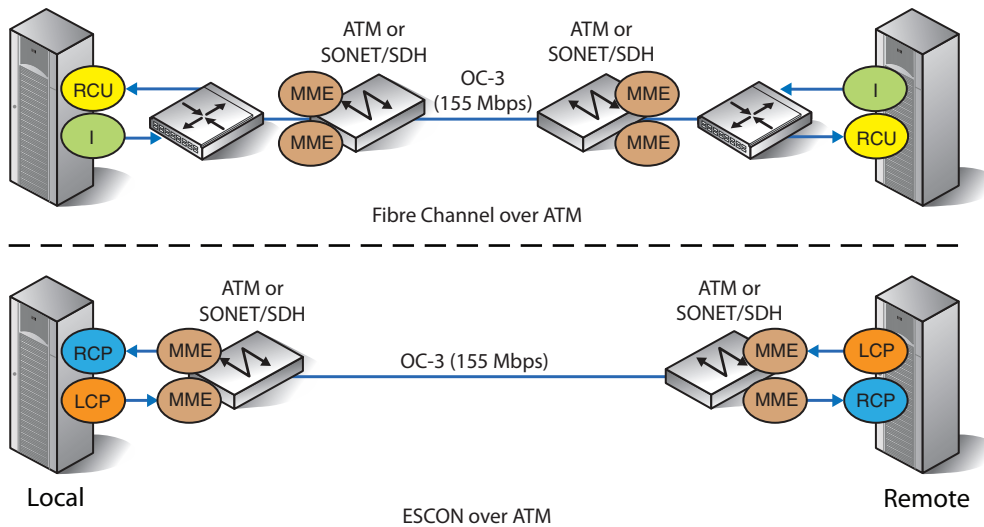 ATM or
SONET/SDH
ATM or
SONET/SDH
RCU
I
MME
MME
OC-3
(155 Mbps)
MME
MME
I
RCU
Fibre Channel over ATM
ATM or
SONET/SDH
ATM or
SONET/SDH
RCP
LCP
MME
MME
OC-3 (155 Mbps)
MME
MME
LCP
RCP
Local
Remote
ESCON over ATM